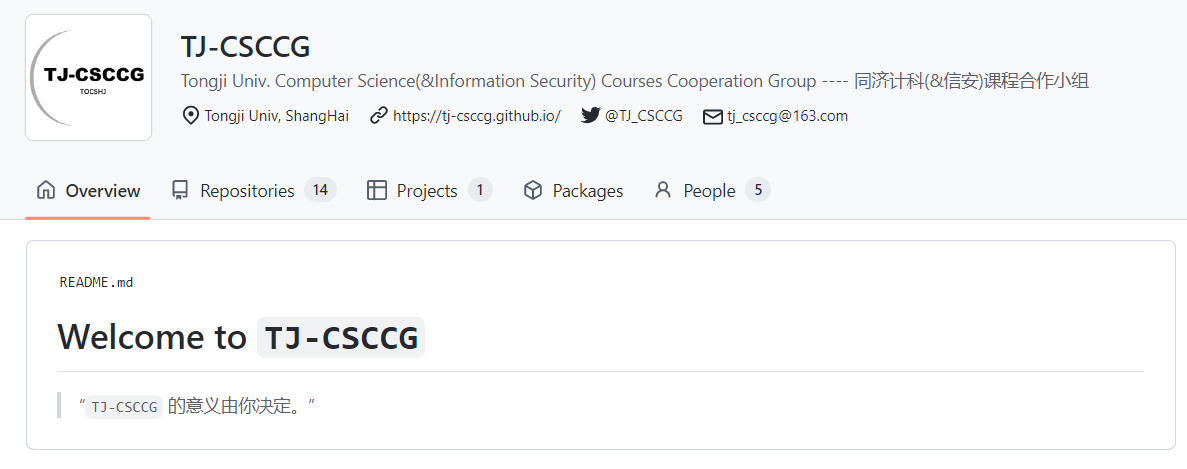 TJ-CSCCG
TOCSHJ
TJ-CSCCG
Tongji Univ. Computer Science(&Information Security) Courses Cooperation Group ---- 同济计科(&信安)课程合作小组
Tongji Univ, ShangHai https://tj-csccg.github.io/ @TJ_CSCCG tj_csccg@163.com
Overview Repositories 14 Projects 1 Packages People 5
README.md
Welcome to TJ-CSCCG
“TJ-CSCCG 的意义由你决定。”